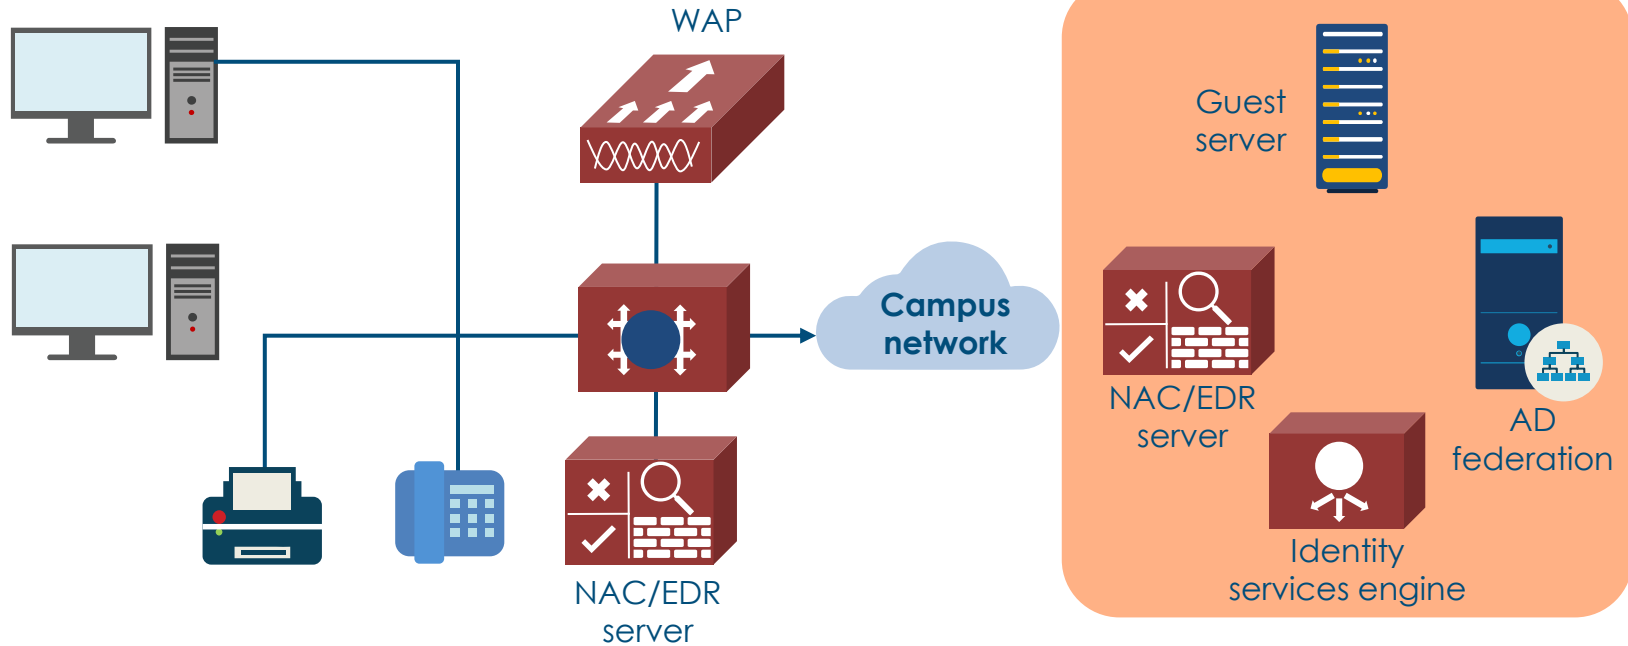 WAP
Guest
server
Campus
network
NAC/EDR
server
AD
federation
Identity
services engine
NAC/EDR
server